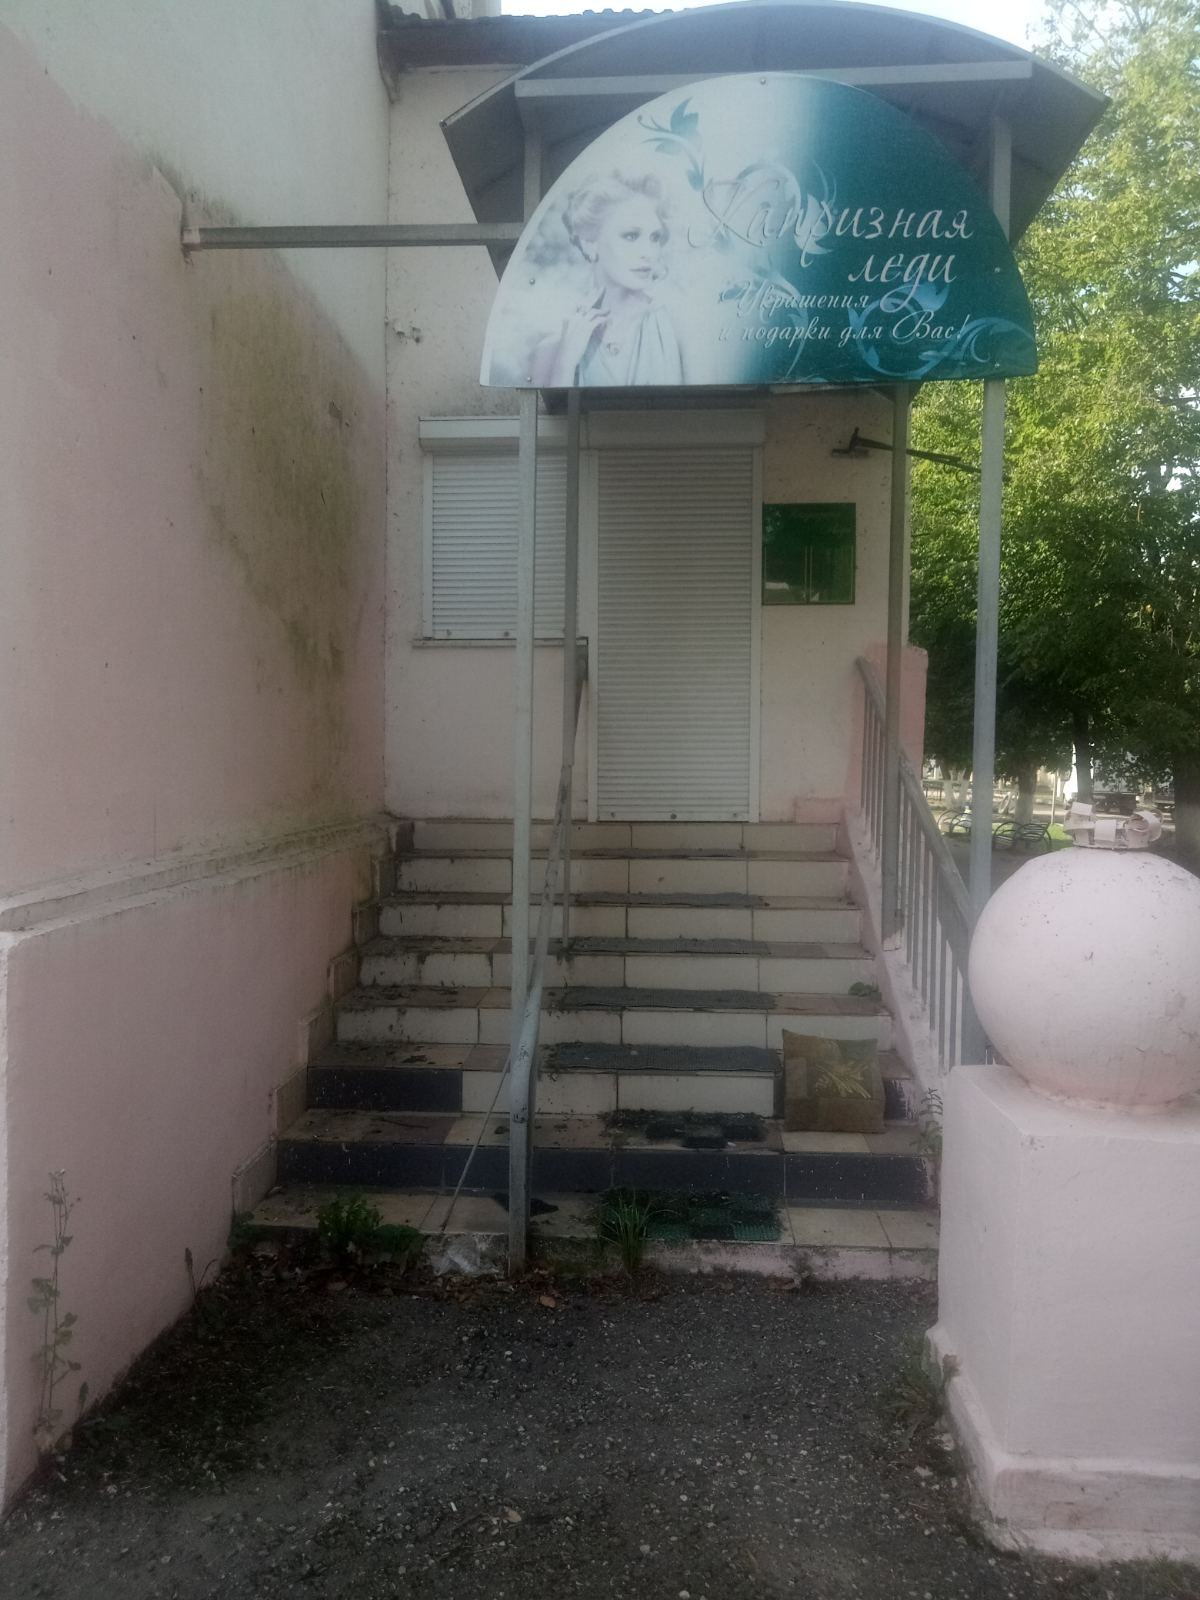 Капризная
леди
Украшения
и подарки для Вас!